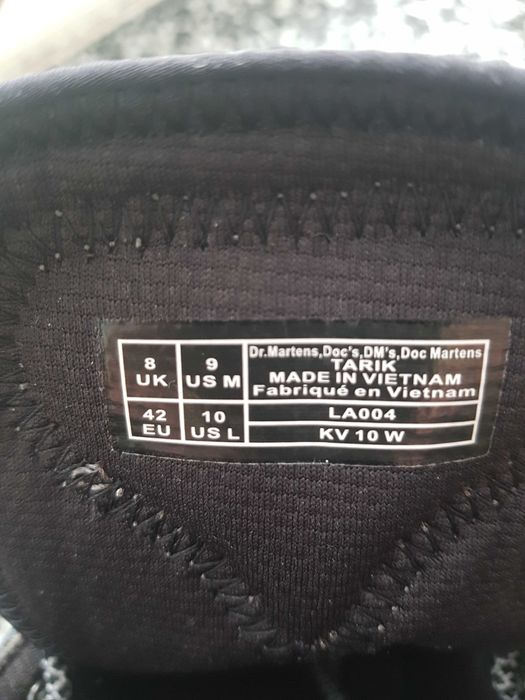 8
UK
9
US M
42
EU
10
US L
Dr.Martens,Doc's,DM's,Doc Martens
TARIK
MADE IN VIETNAM
Fabriqué en Vietnam
LA004
KV 10 W